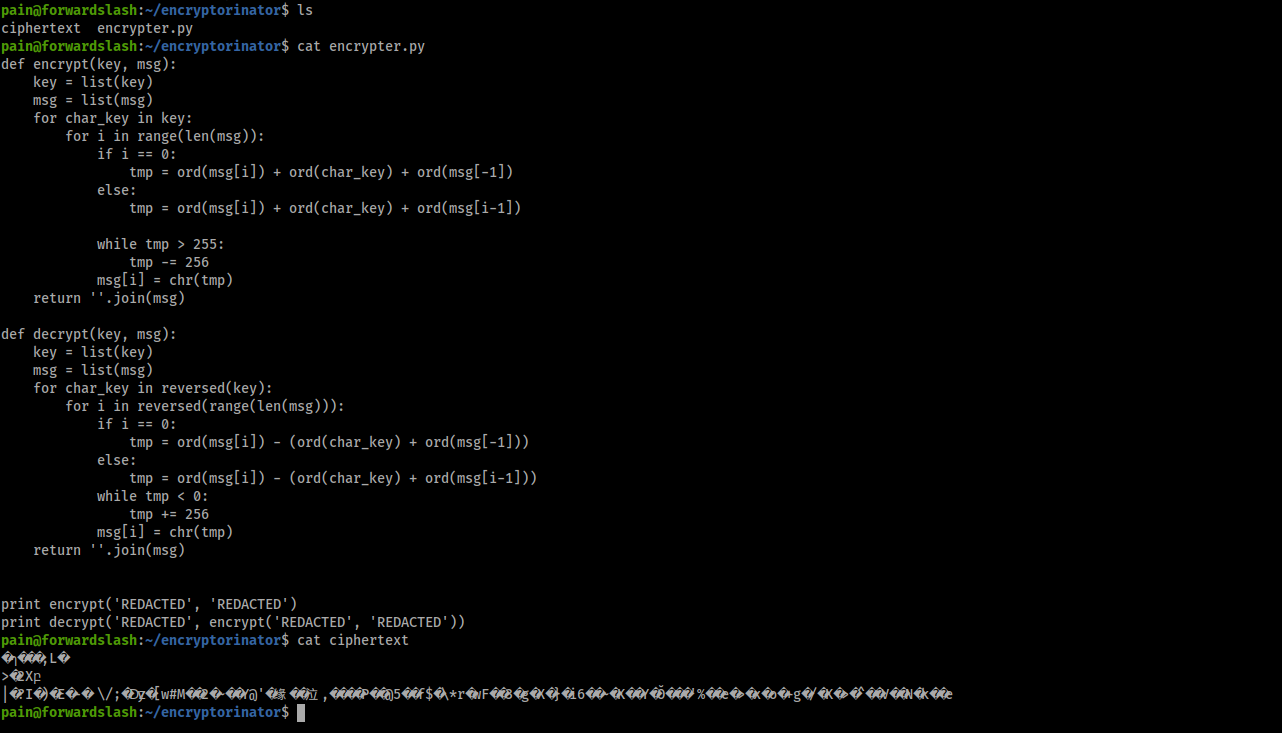 pain@forwardslash:~/encryptorinator$ ls
ciphertext  encrypter.py
pain@forwardslash:~/encryptorinator$ cat encrypter.py
def encrypt(key, msg):
    key = list(key)
    msg = list(msg)
    for char_key in key:
        for i in range(len(msg)):
            if i == 0:
                tmp = ord(msg[i]) + ord(char_key) + ord(msg[-1])
            else:
                tmp = ord(msg[i]) + ord(char_key) + ord(msg[i-1])

            while tmp > 255:
                tmp -= 256
            msg[i] = chr(tmp)
    return ''.join(msg)

def decrypt(key, msg):
    key = list(key)
    msg = list(msg)
    for char_key in reversed(key):
        for i in reversed(range(len(msg))):
            if i == 0:
                tmp = ord(msg[i]) - (ord(char_key) + ord(msg[-1]))
            else:
                tmp = ord(msg[i]) - (ord(char_key) + ord(msg[i-1]))
            while tmp < 0:
                tmp += 256
            msg[i] = chr(tmp)
    return ''.join(msg)


print encrypt('REDACTED', 'REDACTED')
print decrypt('REDACTED', encrypt('REDACTED', 'REDACTED'))
pain@forwardslash:~/encryptorinator$ cat ciphertext
pain@forwardslash:~/encryptorinator$